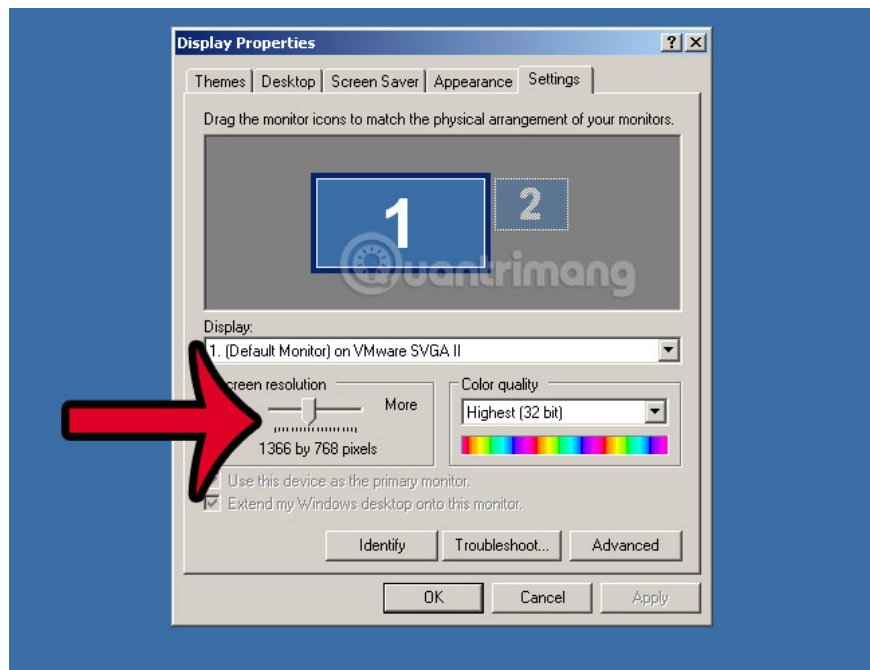 Display Properties
Themes Desktop Screen Saver Appearance Settings
Drag the monitor icons to match the physical arrangement of your monitors.
1 2
Quantrimang
Display:
1. (Default Monitor) on VMware SVGA II
creen resolution
More
1366 by 768 pixels
Color quality
Highest (32 bit)
Use this device as the primary monitor.
Extend my Windows desktop onto this monitor.
Identify Troubleshoot... Advanced
OK Cancel Apply